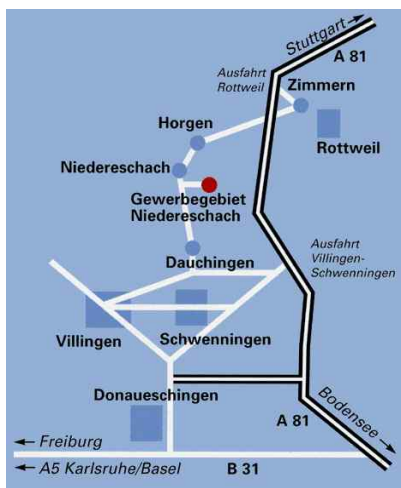 Stuttgart
A 81
Ausfahrt
Rottweil
Zimmern
Horgen
Rottweil
Niedereschach
Gewerbegebiet
Niedereschach
Ausfahrt
Villingen-
Schwenningen
Dauchingen
Villingen
Schwenningen
Donaueschingen
A 81
Bodensee
← Freiburg
← A5 Karlsruhe/Basel
B 31